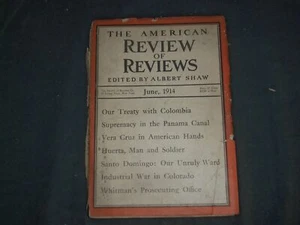 THE AMERICAN
REVIEW
OF
REVIEWS
EDITED BY ALBERT SHAW
June, 1914
Our Treaty with Colombia
Supremacy in the Panama Canal
Vera Cruz in American Hands
Huerta, Man and Soldier
Santo Domingo: Our Unruly Ward
Industrial War in Colorado
Whitman's Prosecuting Office